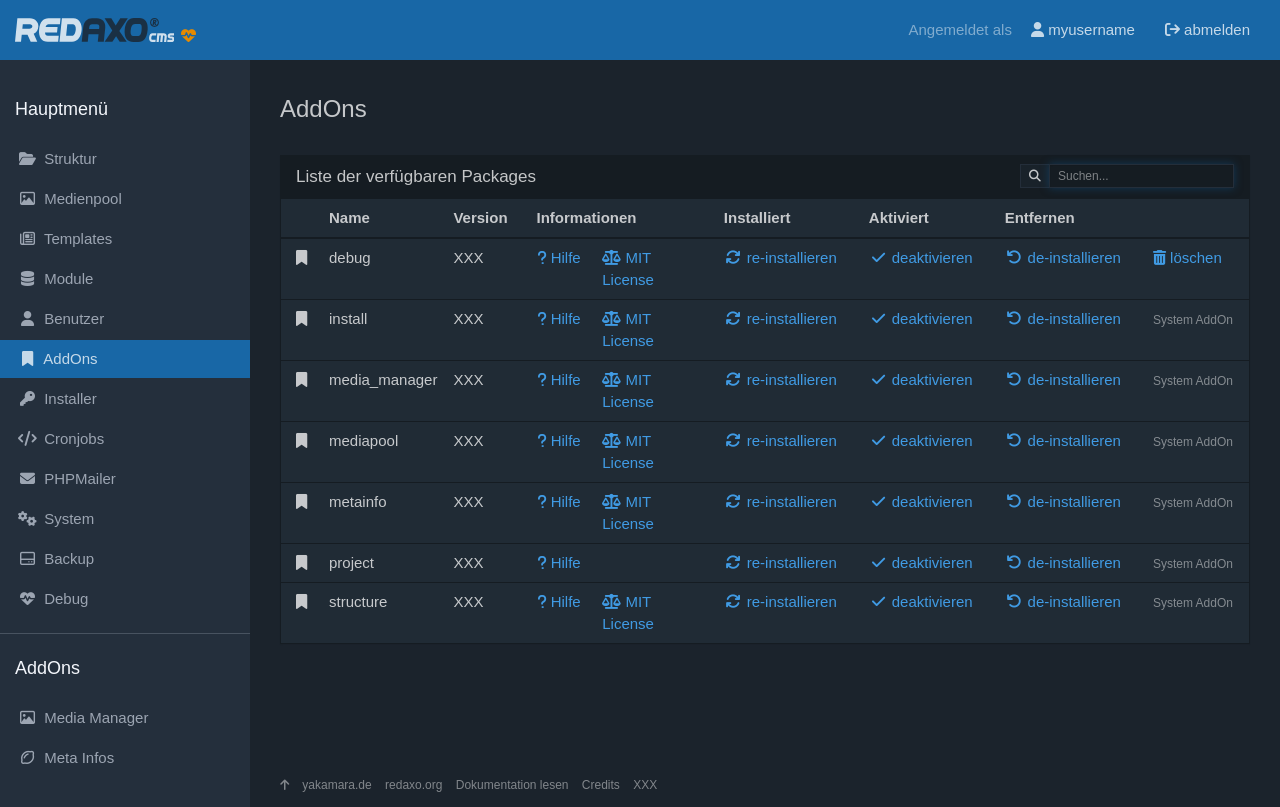 REDAXO® cms
Angemeldet als myusername abmelden
Hauptmenü
Struktur
Medienpool
Templates
Module
Benutzer
AddOns
Installer
Cronjobs
PHPMailer
System
Backup
Debug
AddOns
Media Manager
Meta Infos
AddOns
Liste der verfügbaren Packages
Suchen...
Name Version Informationen Installiert Aktiviert Entfernen
debug XXX Hilfe MIT re-installieren deaktivieren de-installieren löschen
License
install XXX Hilfe MIT re-installieren deaktivieren de-installieren System AddOn
License
media_manager XXX Hilfe MIT re-installieren deaktivieren de-installieren System AddOn
License
mediapool XXX Hilfe MIT re-installieren deaktivieren de-installieren System AddOn
License
metainfo XXX Hilfe MIT re-installieren deaktivieren de-installieren System AddOn
License
project XXX Hilfe re-installieren deaktivieren de-installieren System AddOn
structure XXX Hilfe MIT re-installieren deaktivieren de-installieren System AddOn
License
yakamara.de redaxo.org Dokumentation lesen Credits XXX